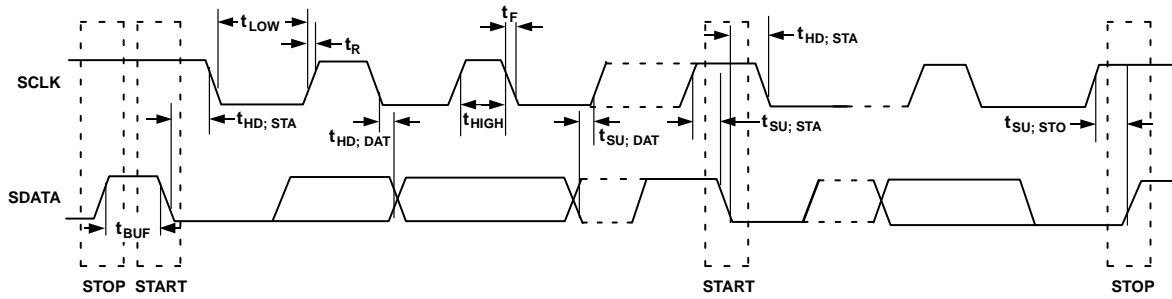 tLOW
tR
tF
tHD; STA
SCLK
tHD; STA
tHD; DAT
tHIGH
tSU; DAT
tSU; STA
tSU; STO
SDATA
tBUF
STOP START START STOP